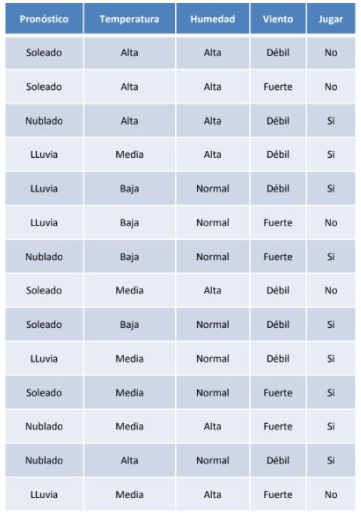 Pronóstico Temperatura Humedad Viento Jugar
Soleado Alta Alta Débil No
Soleado Alta Alta Fuerte No
Nublado Alta Alta Débil Si
LLuvia Media Alta Débil Si
LLuvia Baja Normal Débil Si
LLuvia Baja Normal Fuerte No
Nublado Baja Normal Fuerte Si
Soleado Media Alta Débil No
Soleado Baja Normal Débil Si
LLuvia Media Normal Débil Si
Soleado Media Normal Fuerte Si
Nublado Media Alta Fuerte Si
Nublado Alta Normal Débil Si
LLuvia Media Alta Fuerte No